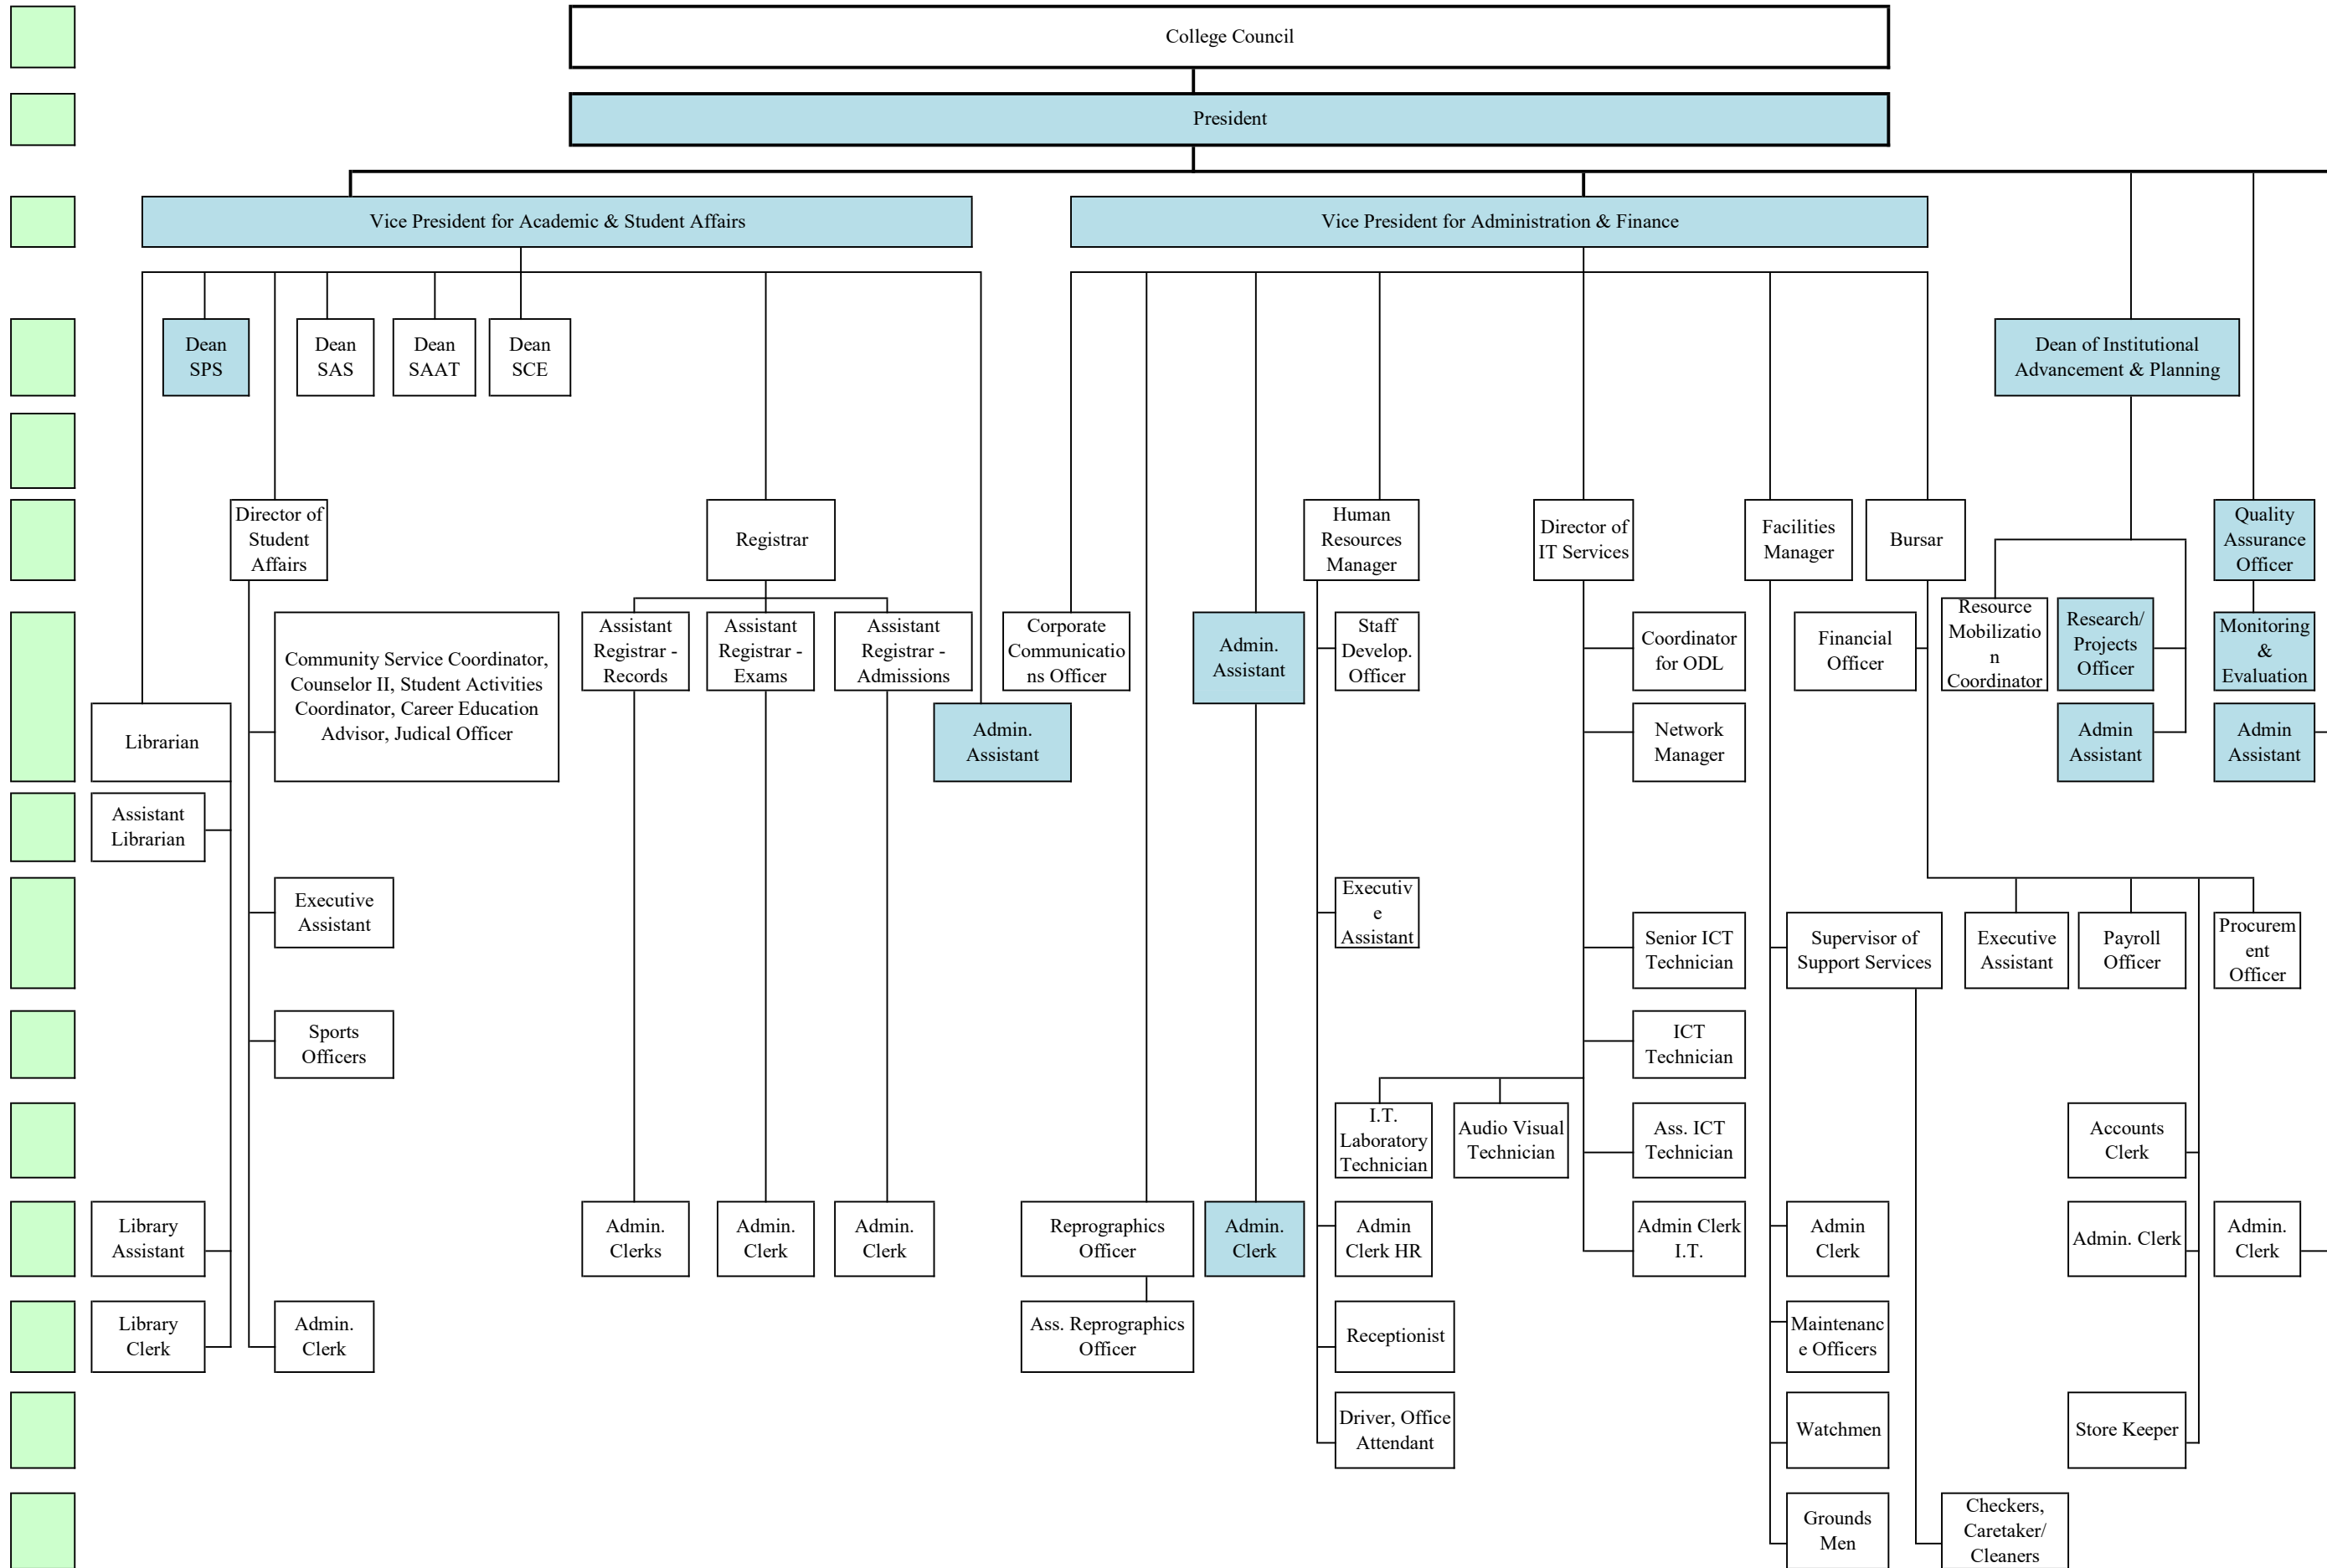 College Council
President
Vice President for Academic & Student Affairs
Vice President for Administration & Finance
Dean
SPS
Dean
SAS
Dean
SAAT
Dean
SCE
Dean of Institutional
Advancement & Planning
Director of
Student
Affairs
Registrar
Human
Resources
Manager
Director of
IT Services
Facilities
Manager
Bursar
Quality
Assurance
Officer
Community Service Coordinator,
Counselor II, Student Activities
Coordinator, Career Education
Advisor, Judical Officer
Assistant
Registrar -
Records
Assistant
Registrar -
Exams
Assistant
Registrar -
Admissions
Corporate
Communicatio
ns Officer
Admin.
Assistant
Staff
Develop.
Officer
Coordinator
for ODL
Financial
Officer
Resource
Mobilizatio
n
Coordinator
Research/
Projects
Officer
Monitoring
&
Evaluation
Librarian
Admin.
Assistant
Network
Manager
Admin
Assistant
Admin
Assistant
Assistant
Librarian
Executive
Assistant
Executiv
e
Assistant
Senior ICT
Technician
Supervisor of
Support Services
Executive
Assistant
Payroll
Officer
Procurem
ent
Officer
Sports
Officers
ICT
Technician
I.T.
Laboratory
Technician
Audio Visual
Technician
Ass. ICT
Technician
Accounts
Clerk
Library
Assistant
Admin.
Clerks
Admin.
Clerk
Admin.
Clerk
Reprographics
Officer
Admin.
Clerk
Admin
Clerk HR
Admin Clerk
I.T.
Admin
Clerk
Admin. Clerk
Admin.
Clerk
Library
Clerk
Admin.
Clerk
Ass. Reprographics
Officer
Receptionist
Maintenanc
e Officers
Driver, Office
Attendant
Watchmen
Store Keeper
Grounds
Men
Checkers,
Caretaker/
Cleaners